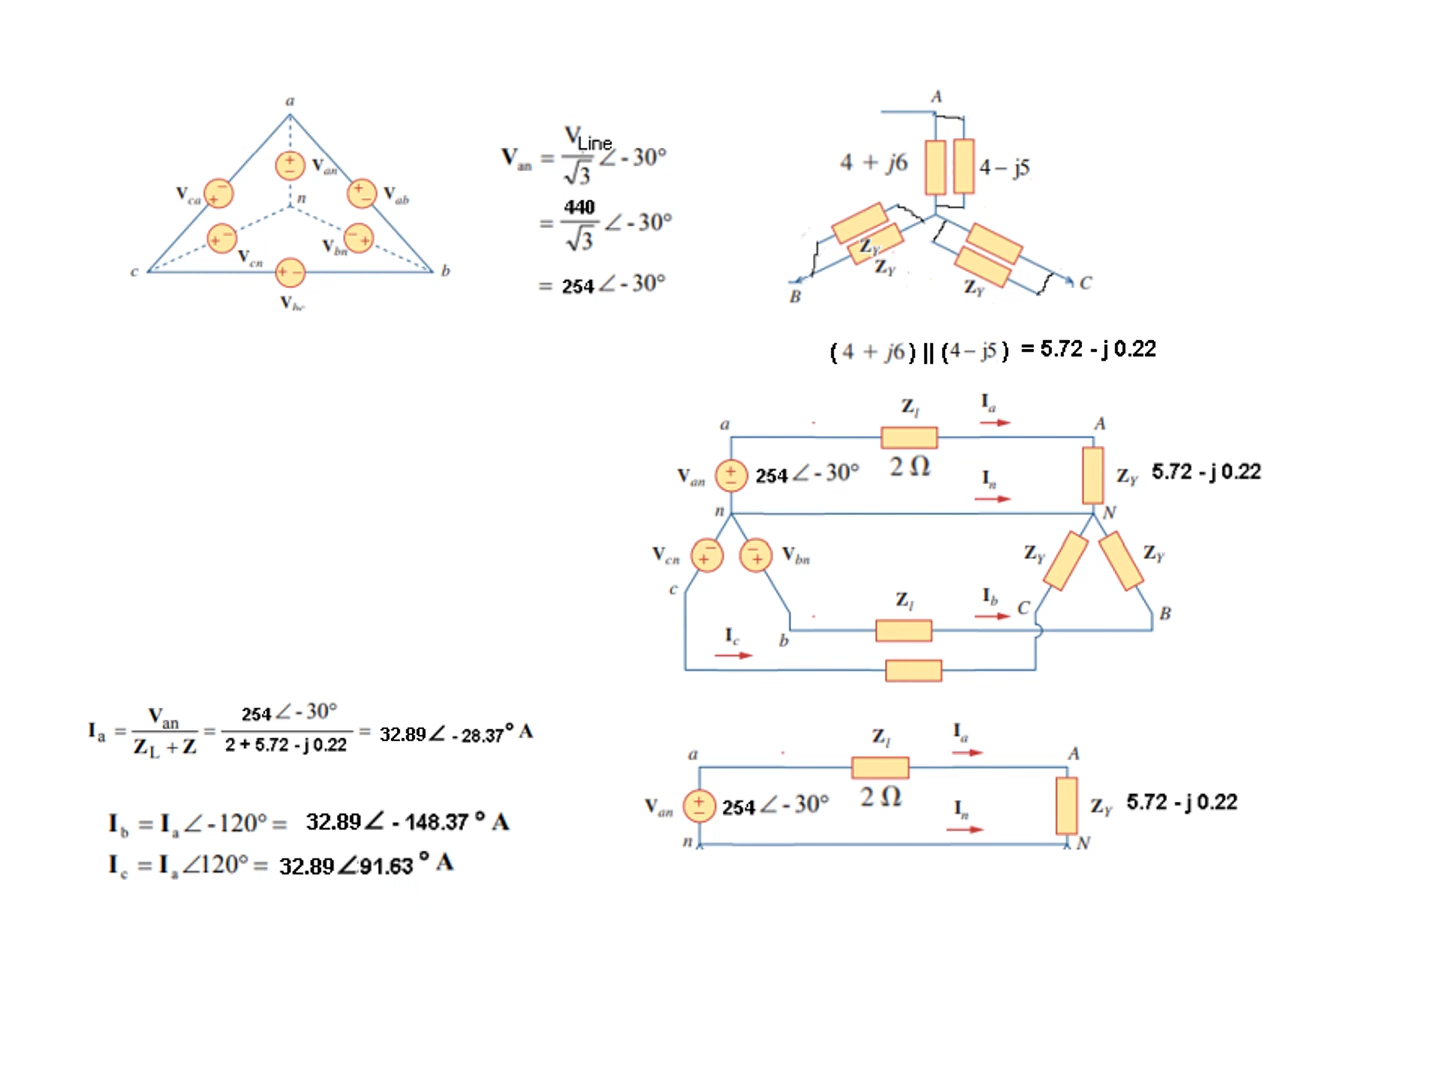 a
V_an
V_ca
V_ab
n
V_cn
V_bn
c
b
V_bc
V_an = V_Line/√3 ∠-30°
= 440/√3 ∠-30°
= 254∠-30°
A
4 + j6
4 – j5
Z_Y
Z_Y
Z_Y
B
C
( 4 + j6 ) || ( 4 – j5 ) = 5.72 - j 0.22
Z_l
I_a
a
A
V_an
254∠-30°
2 Ω
I_n
Z_Y 5.72 - j 0.22
n
N
V_cn
V_bn
Z_Y
Z_Y
c
Z_l
I_b
C
B
I_c
b
I_a = V_an/(Z_L + Z) = 254∠-30°/(2 + 5.72 - j 0.22) = 32.89∠ - 28.37° A
I_b = I_a∠-120° = 32.89∠ - 148.37 ° A
I_c = I_a∠120° = 32.89∠91.63 ° A
Z_l
I_a
a
A
V_an
254∠-30°
2 Ω
I_n
Z_Y 5.72 - j 0.22
n
N